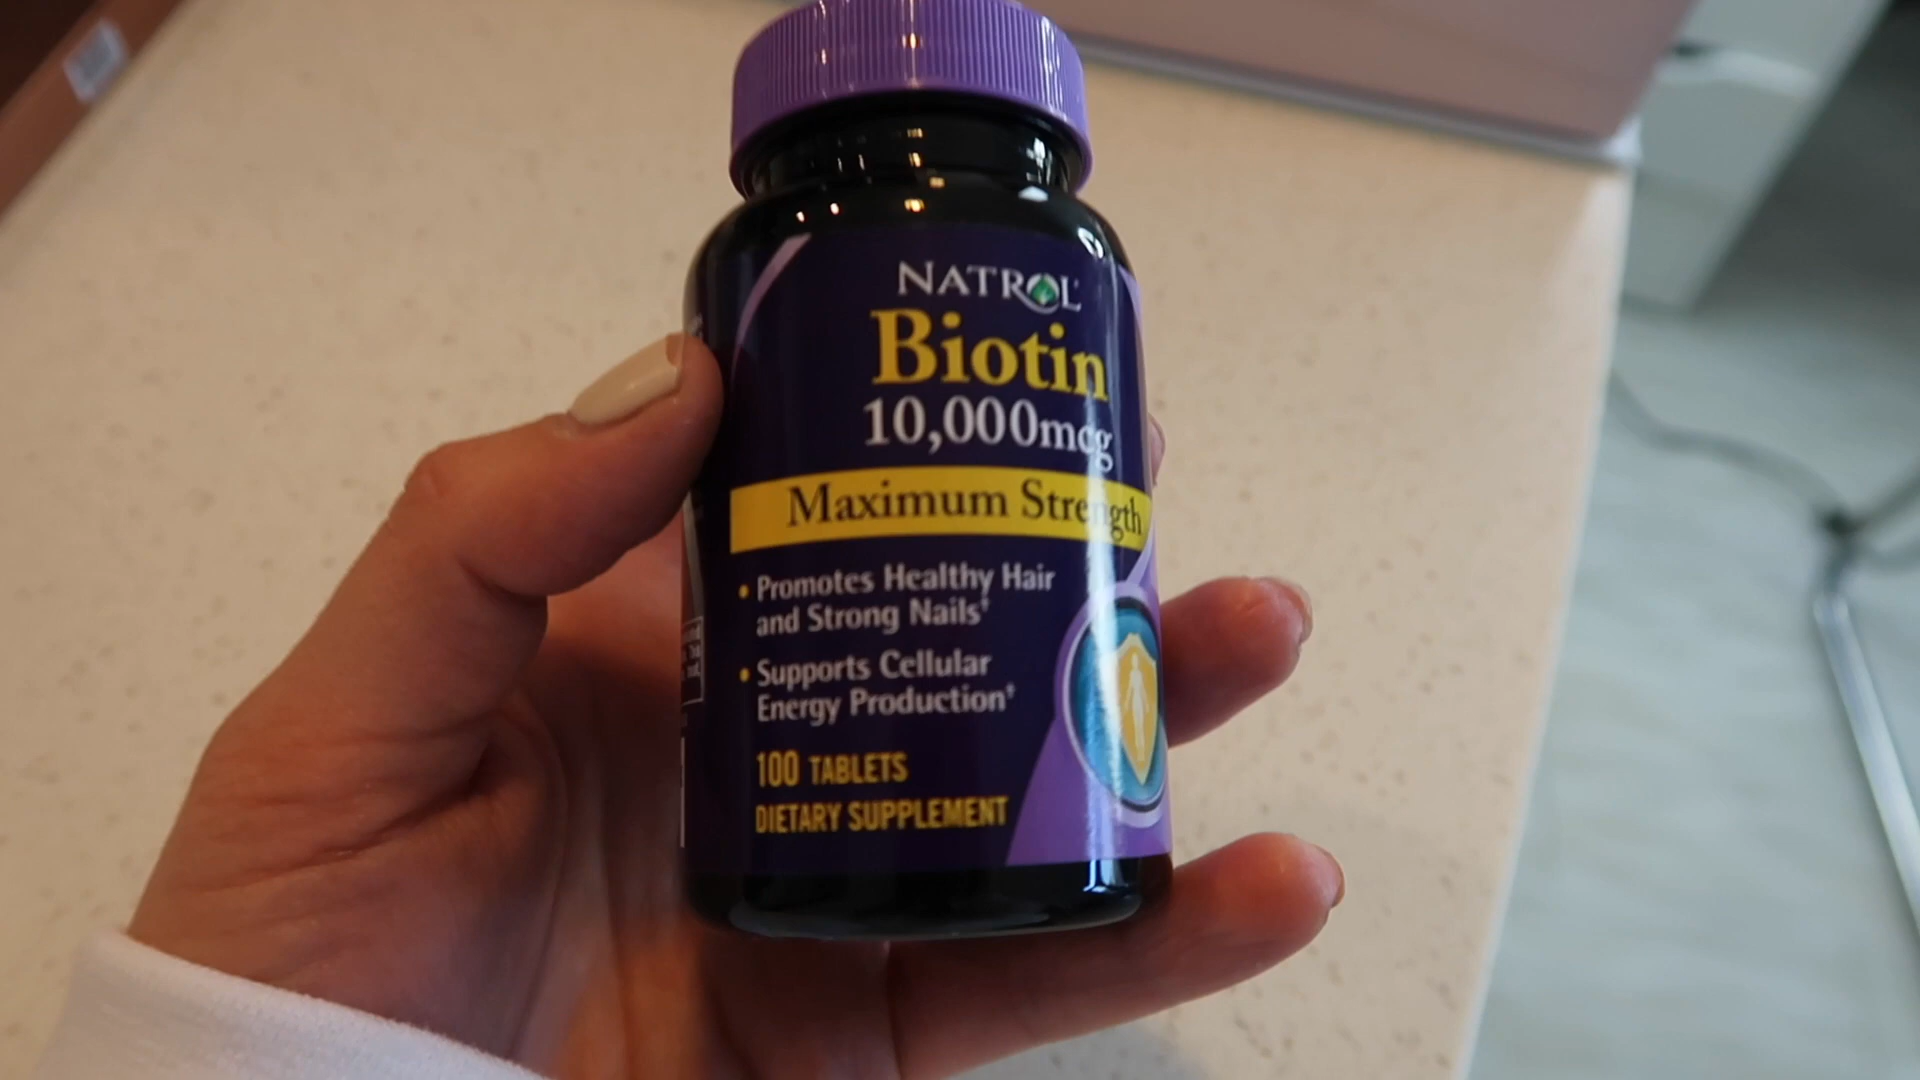 NATROL
Biotin
10,000mcg
Maximum Strength
• Promotes Healthy Hair
and Strong Nails†
• Supports Cellular
Energy Production†
100 TABLETS
DIETARY SUPPLEMENT